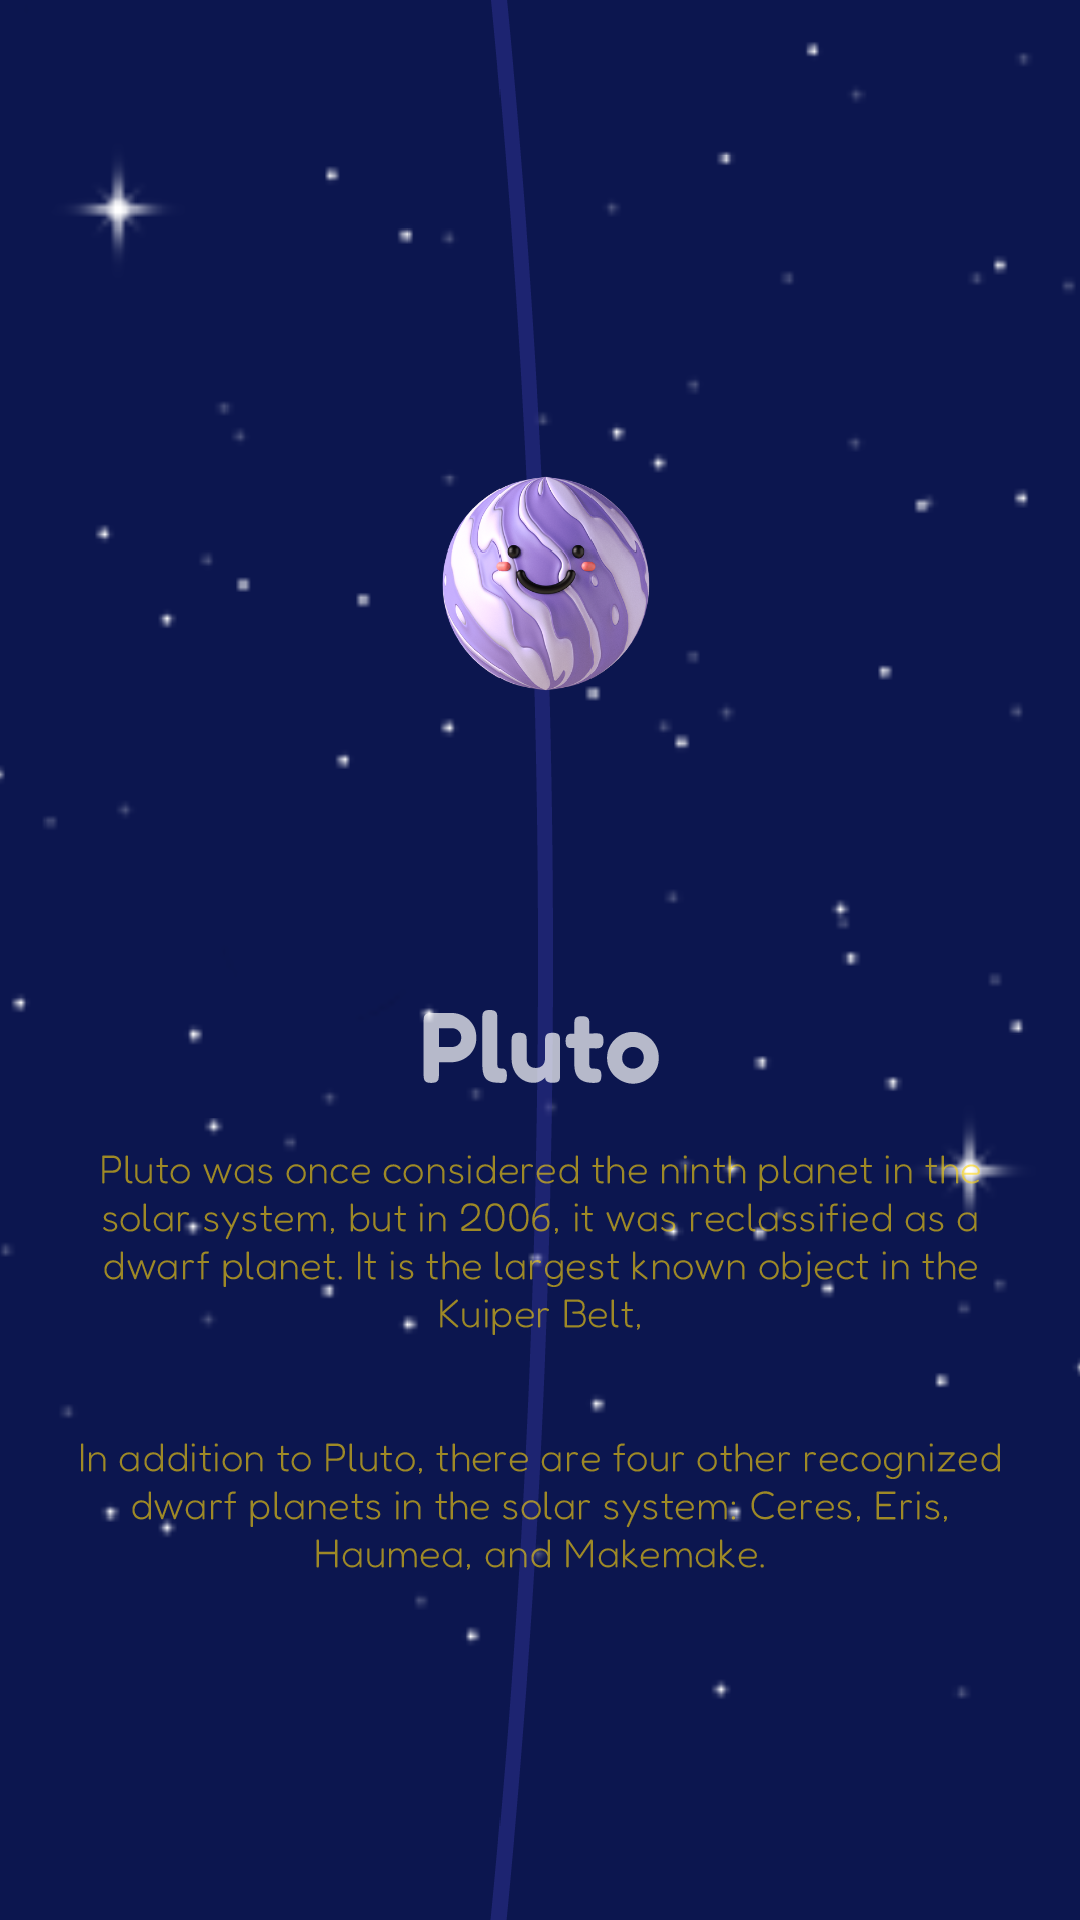 Pluto
Pluto was once considered the ninth planet in the
solar system, but in 2006, it was reclassified as a
dwarf planet. It is the largest known object in the
Kuiper Belt,
In addition to Pluto, there are four other recognized
dwarf planets in the solar system: Ceres, Eris,
Haumea, and Makemake.